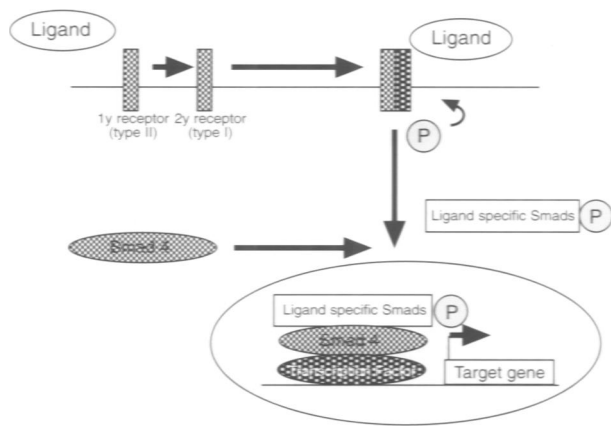 Ligand
Ligand
1y receptor
(type II)
2y receptor
(type I)
P
Ligand specific Smads
P
Smad 4
Ligand specific Smads
P
Smad 4
Target gene